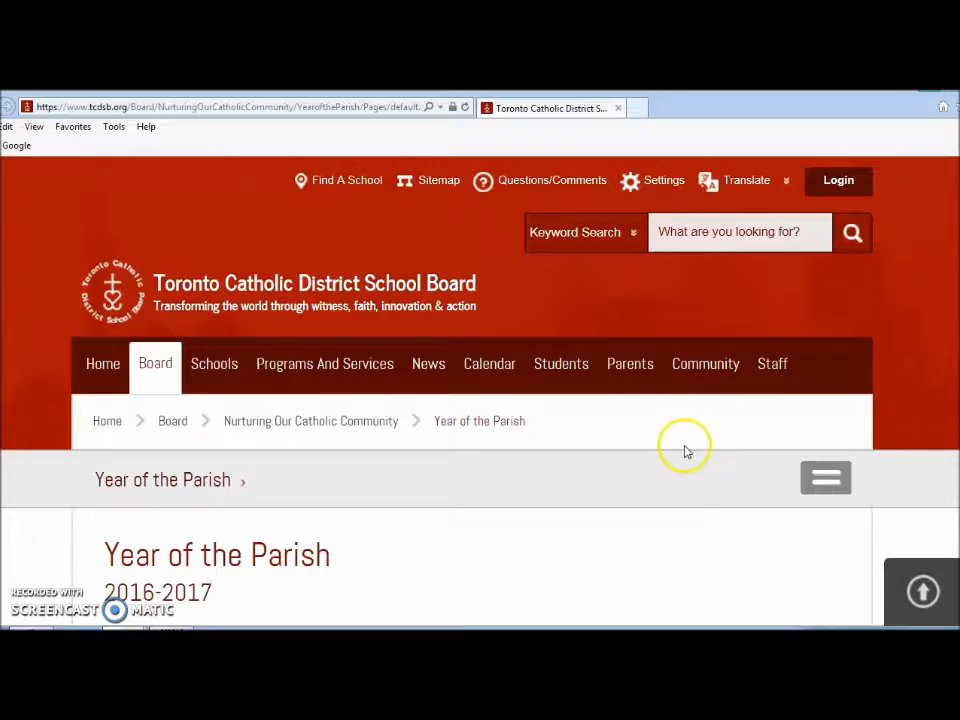 https://www.tcdsb.org/Board/NurturingOurCatholicCommunity/YearoftheParish/Pages/default.
Toronto Catholic District S...
Edit View Favorites Tools Help
Google
Find A School Sitemap Questions/Comments Settings Translate Login
Keyword Search What are you looking for?
Toronto Catholic District School Board
Toronto Catholic District School Board
Transforming the world through witness, faith, innovation & action
Home Board Schools Programs And Services News Calendar Students Parents Community Staff
Home Board Nurturing Our Catholic Community Year of the Parish
Year of the Parish ›
Year of the Parish
2016-2017
RECORDED WITH
SCREENCAST MATIC